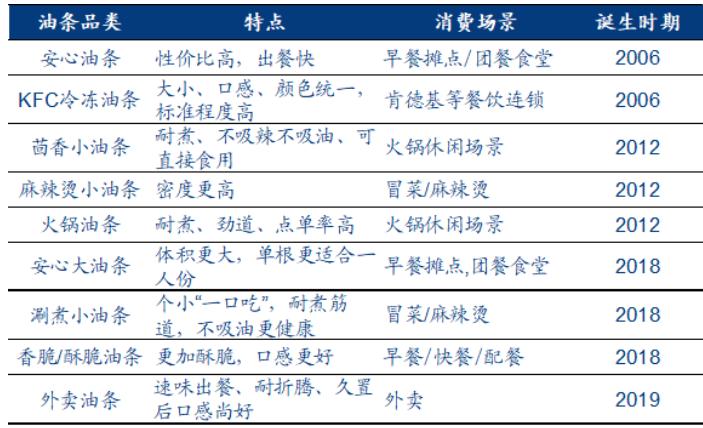 油条品类 特点 消费场景 诞生时期
安心油条 性价比高，出餐快 早餐摊点/团餐食堂 2006
KFC冷冻油条 大小、口感、颜色统一，标准程度高 肯德基等餐饮连锁 2006
茴香小油条 耐煮、不吸辣不吸油、可直接食用 火锅休闲场景 2012
麻辣烫小油条 密度更高 冒菜/麻辣烫 2012
火锅油条 耐煮、劲道、点单率高 火锅休闲场景 2012
安心大油条 体积更大，单根更适合一人份 早餐摊点,团餐食堂 2018
涮煮小油条 个小“一口吃”，耐煮筋道，不吸油更健康 冒菜/麻辣烫 2018
香脆/酥脆油条 更加酥脆，口感更好 早餐/快餐/配餐 2018
外卖油条 速味出餐、耐折腾、久置后口感尚好 外卖 2019